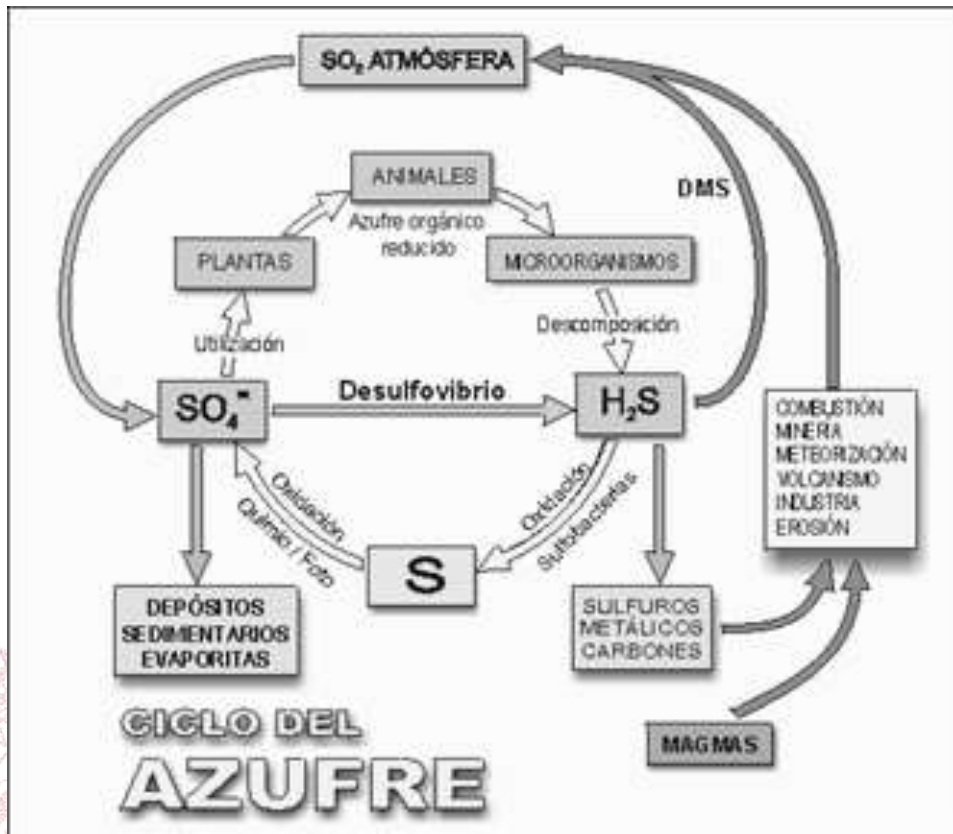 SO₂ ATMÓSFERA
ANIMALES
DMS
Azufre orgánico
reducido
PLANTAS
MICROORGANISMOS
Utilización
Descomposición
SO₄⁼
Desulfovibrio
H₂S
COMBUSTIÓN
MINERIA
METEORIZACIÓN
VOLCANISMO
INDUSTRIA
EROSIÓN
Oxidación
Químio / Foto
Oxidación
Sulfobacterias
S
DEPÓSITOS
SEDIMENTARIOS
EVAPORITAS
SULFUROS
METÁLICOS
CARBONES
CICLO DEL
AZUFRE
MAGMAS